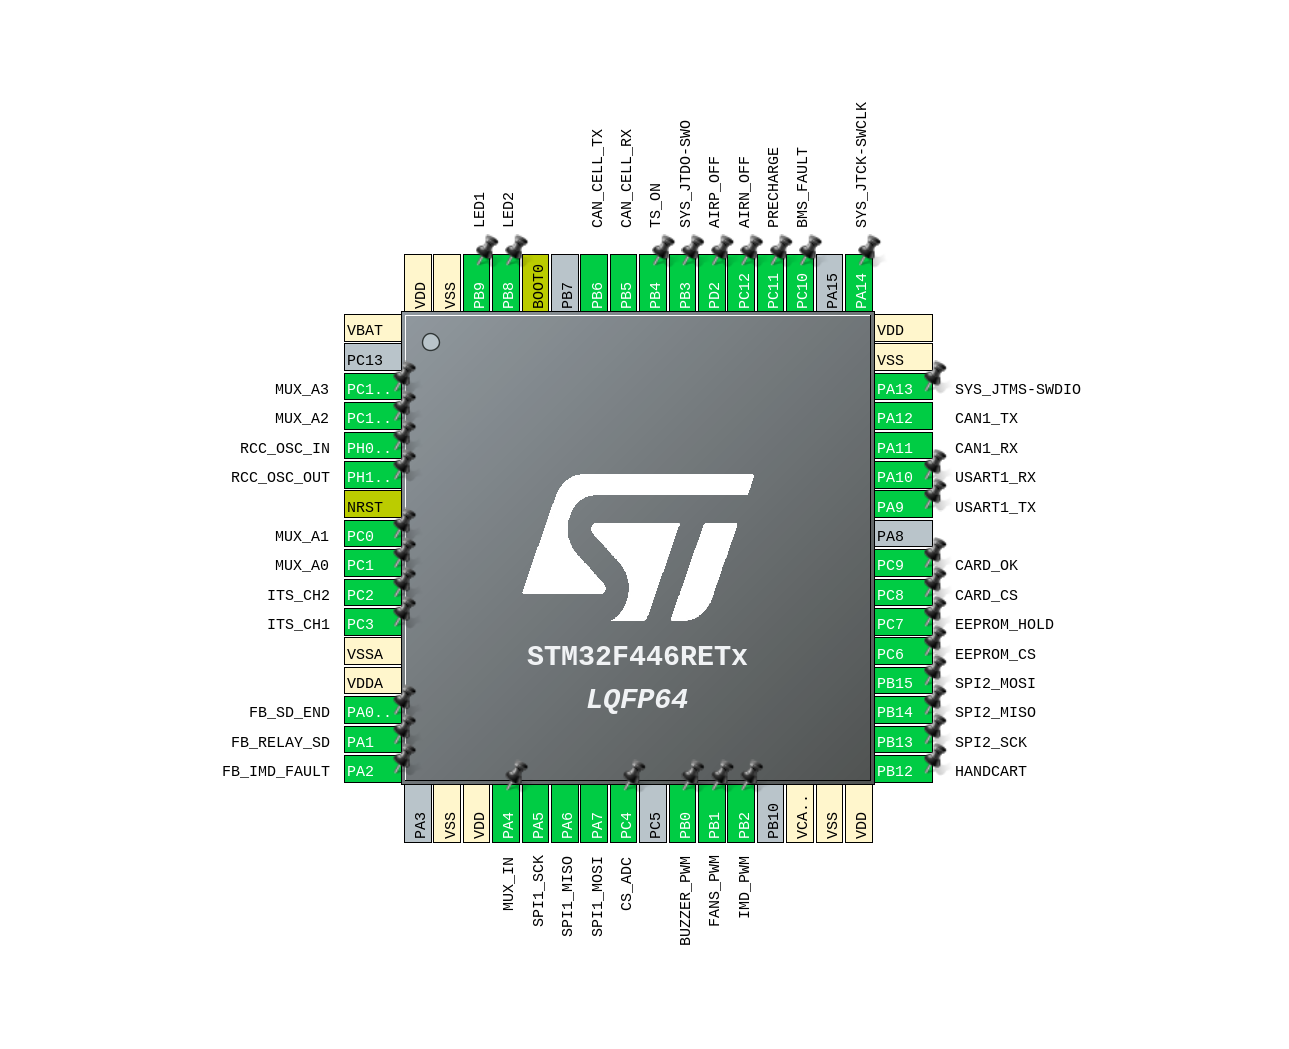 LED1
LED2
CAN_CELL_TX
CAN_CELL_RX
TS_ON
SYS_JTDO-SWO
AIRP_OFF
AIRN_OFF
PRECHARGE
BMS_FAULT
SYS_JTCK-SWCLK
VDD
VSS
PB9
PB8
BOOT0
PB7
PB6
PB5
PB4
PB3
PD2
PC12
PC11
PC10
PA15
PA14
VBAT
PC13
MUX_A3 PC1..
MUX_A2 PC1..
RCC_OSC_IN PH0..
RCC_OSC_OUT PH1..
NRST
MUX_A1 PC0
MUX_A0 PC1
ITS_CH2 PC2
ITS_CH1 PC3
VSSA
VDDA
FB_SD_END PA0..
FB_RELAY_SD PA1
FB_IMD_FAULT PA2
ST
STM32F446RETx
LQFP64
VDD
VSS
PA13 SYS_JTMS-SWDIO
PA12 CAN1_TX
PA11 CAN1_RX
PA10 USART1_RX
PA9 USART1_TX
PA8
PC9 CARD_OK
PC8 CARD_CS
PC7 EEPROM_HOLD
PC6 EEPROM_CS
PB15 SPI2_MOSI
PB14 SPI2_MISO
PB13 SPI2_SCK
PB12 HANDCART
PA3
VSS
VDD
PA4
PA5
PA6
PA7
PC4
PC5
PB0
PB1
PB2
PB10
VCA..
VSS
VDD
MUX_IN
SPI1_SCK
SPI1_MISO
SPI1_MOSI
CS_ADC
BUZZER_PWM
FANS_PWM
IMD_PWM